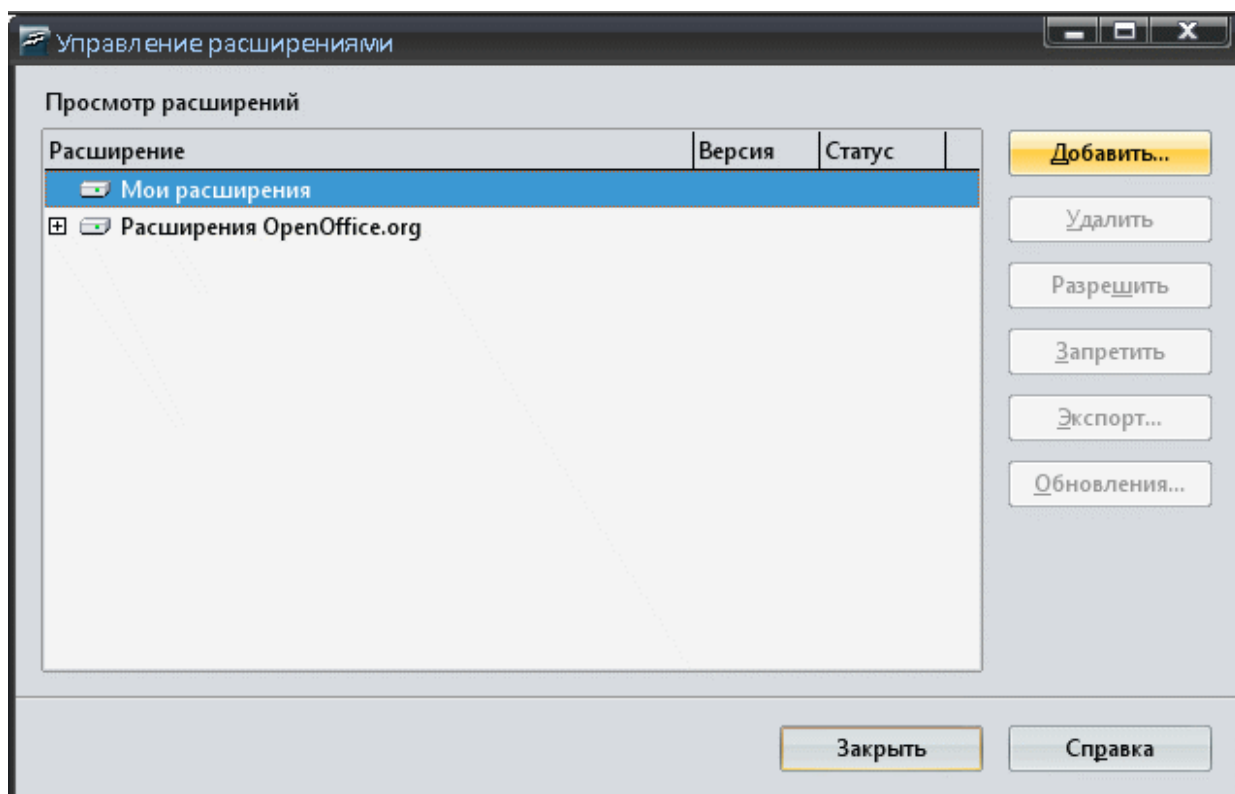 Управление расширениями
Просмотр расширений
Расширение Версия Статус
Мои расширения
Расширения OpenOffice.org
Добавить...
Удалить
Разрешить
Запретить
Экспорт...
Обновления...
Закрыть Справка